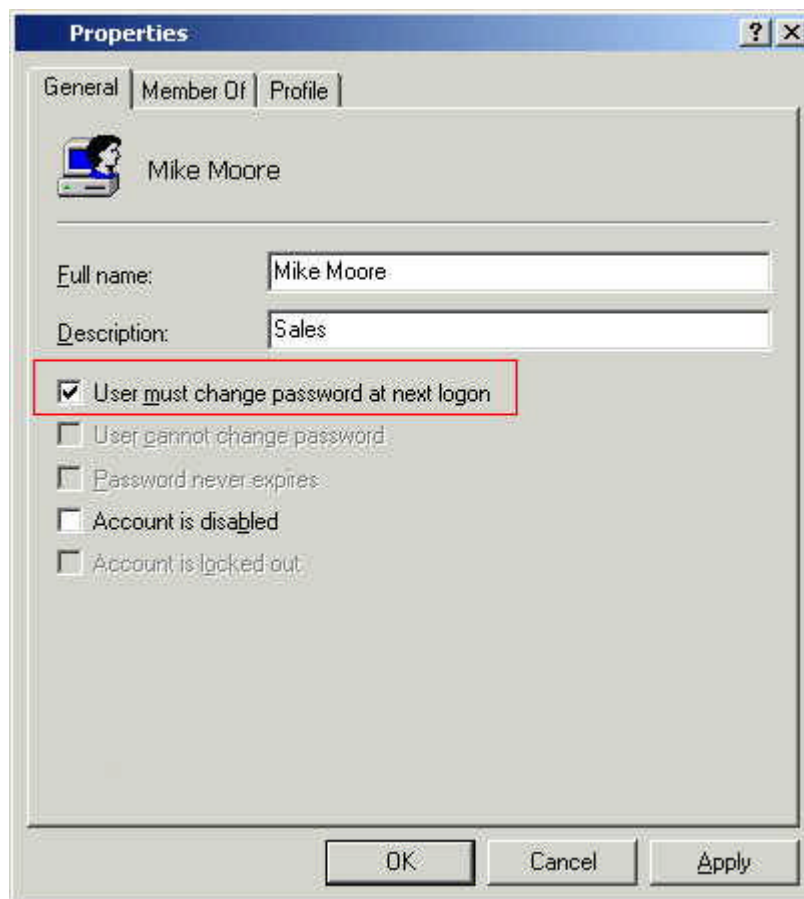 Properties
General Member Of Profile
Mike Moore
Full name: Mike Moore
Description: Sales
User must change password at next logon
User cannot change password
Password never expires
Account is disabled
Account is locked out
OK Cancel Apply